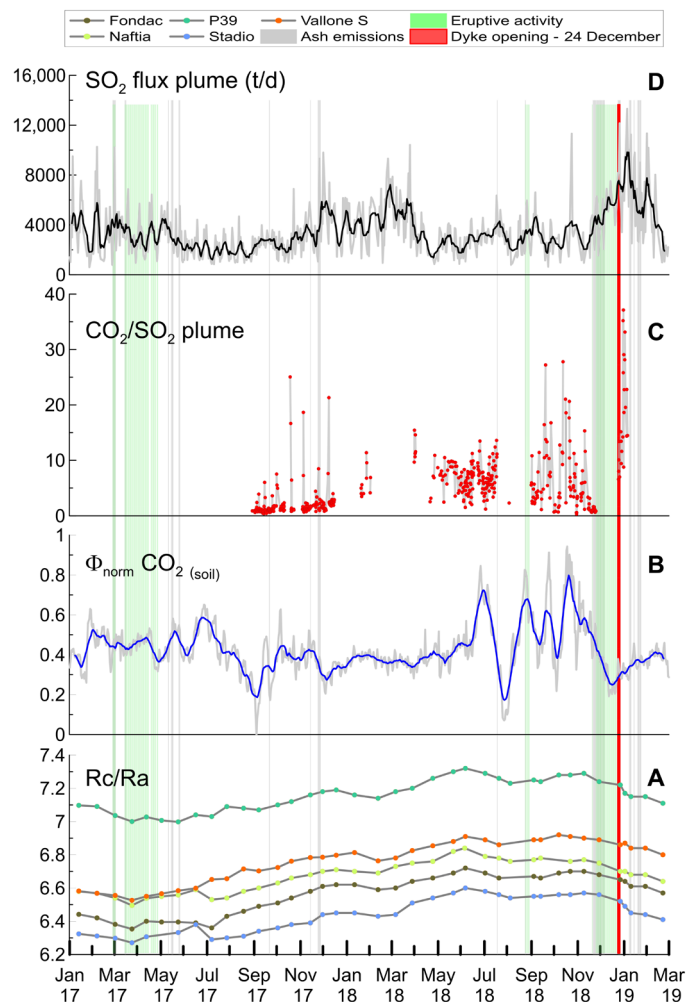 Fondac P39 Vallone S Eruptive activity
Naftia Stadio Ash emissions Dyke opening - 24 December
16,000 SO₂ flux plume (t/d) D
12,000
8000
4000
0
40
CO₂/SO₂ plume C
30
20
10
0
1
Φnorm CO₂ (soil) B
0.8
0.6
0.4
0.2
0
7.4
Rc/Ra A
7.2
7
6.8
6.6
6.4
6.2
Jan Mar May Jul Sep Nov Jan Mar May Jul Sep Nov Jan Mar
17 17 17 17 17 17 18 18 18 18 18 18 19 19